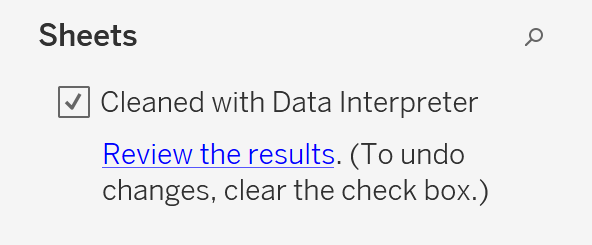 Sheets
Cleaned with Data Interpreter
Review the results. (To undo
changes, clear the check box.)